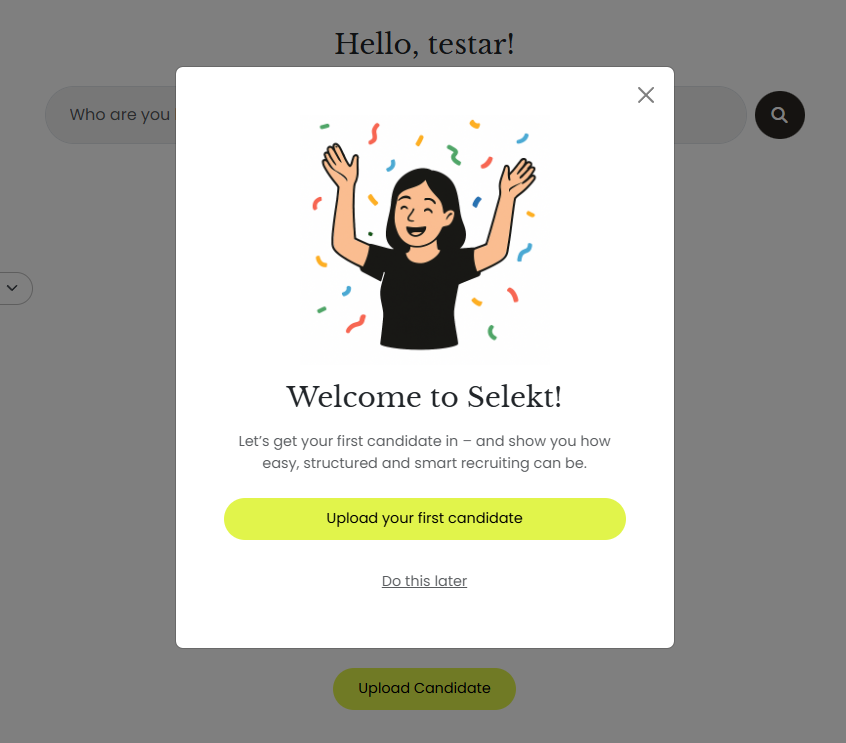 Hello, testar!
Who are you
Welcome to Selekt!
Let's get your first candidate in – and show you how
easy, structured and smart recruiting can be.
Upload your first candidate
Do this later
Upload Candidate